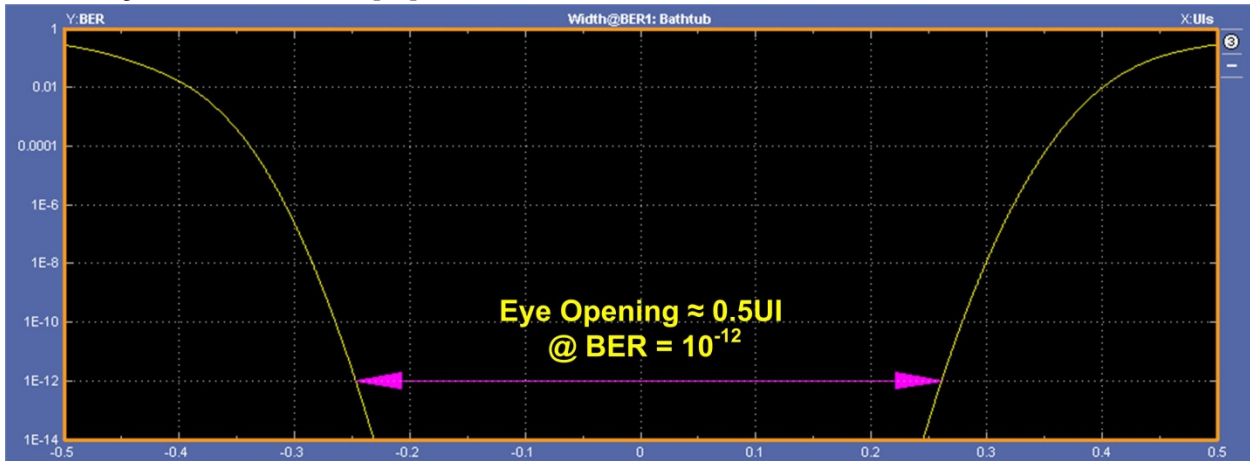 Y:BER Width@BER1: Bathtub X:UIs
1
3
0.01
0.0001
1E-6
1E-8
Eye Opening ≈ 0.5UI
1E-10
@ BER = 10⁻¹²
1E-12
1E-14
-0.5 -0.4 -0.3 -0.2 -0.1 0 0.1 0.2 0.3 0.4 0.5